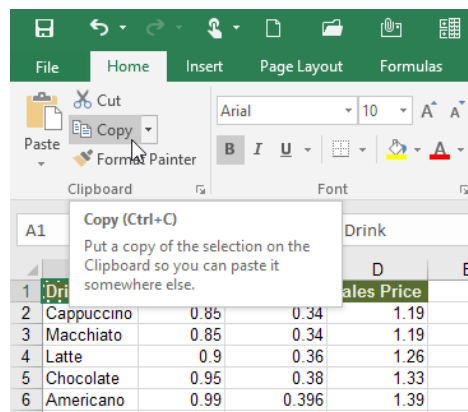 File Home Insert Page Layout Formulas
Cut
Arial 10 A A
Copy
Paste
Format Painter
B I U A
Clipboard Font
A1 Drink
Copy (Ctrl+C)
Put a copy of the selection on the
Clipboard so you can paste it
somewhere else.
D
1 ales Price
2 Cappuccino 0.85 0.34 1.19
3 Macchiato 0.85 0.34 1.19
4 Latte 0.9 0.36 1.26
5 Chocolate 0.95 0.38 1.33
6 Americano 0.99 0.396 1.39